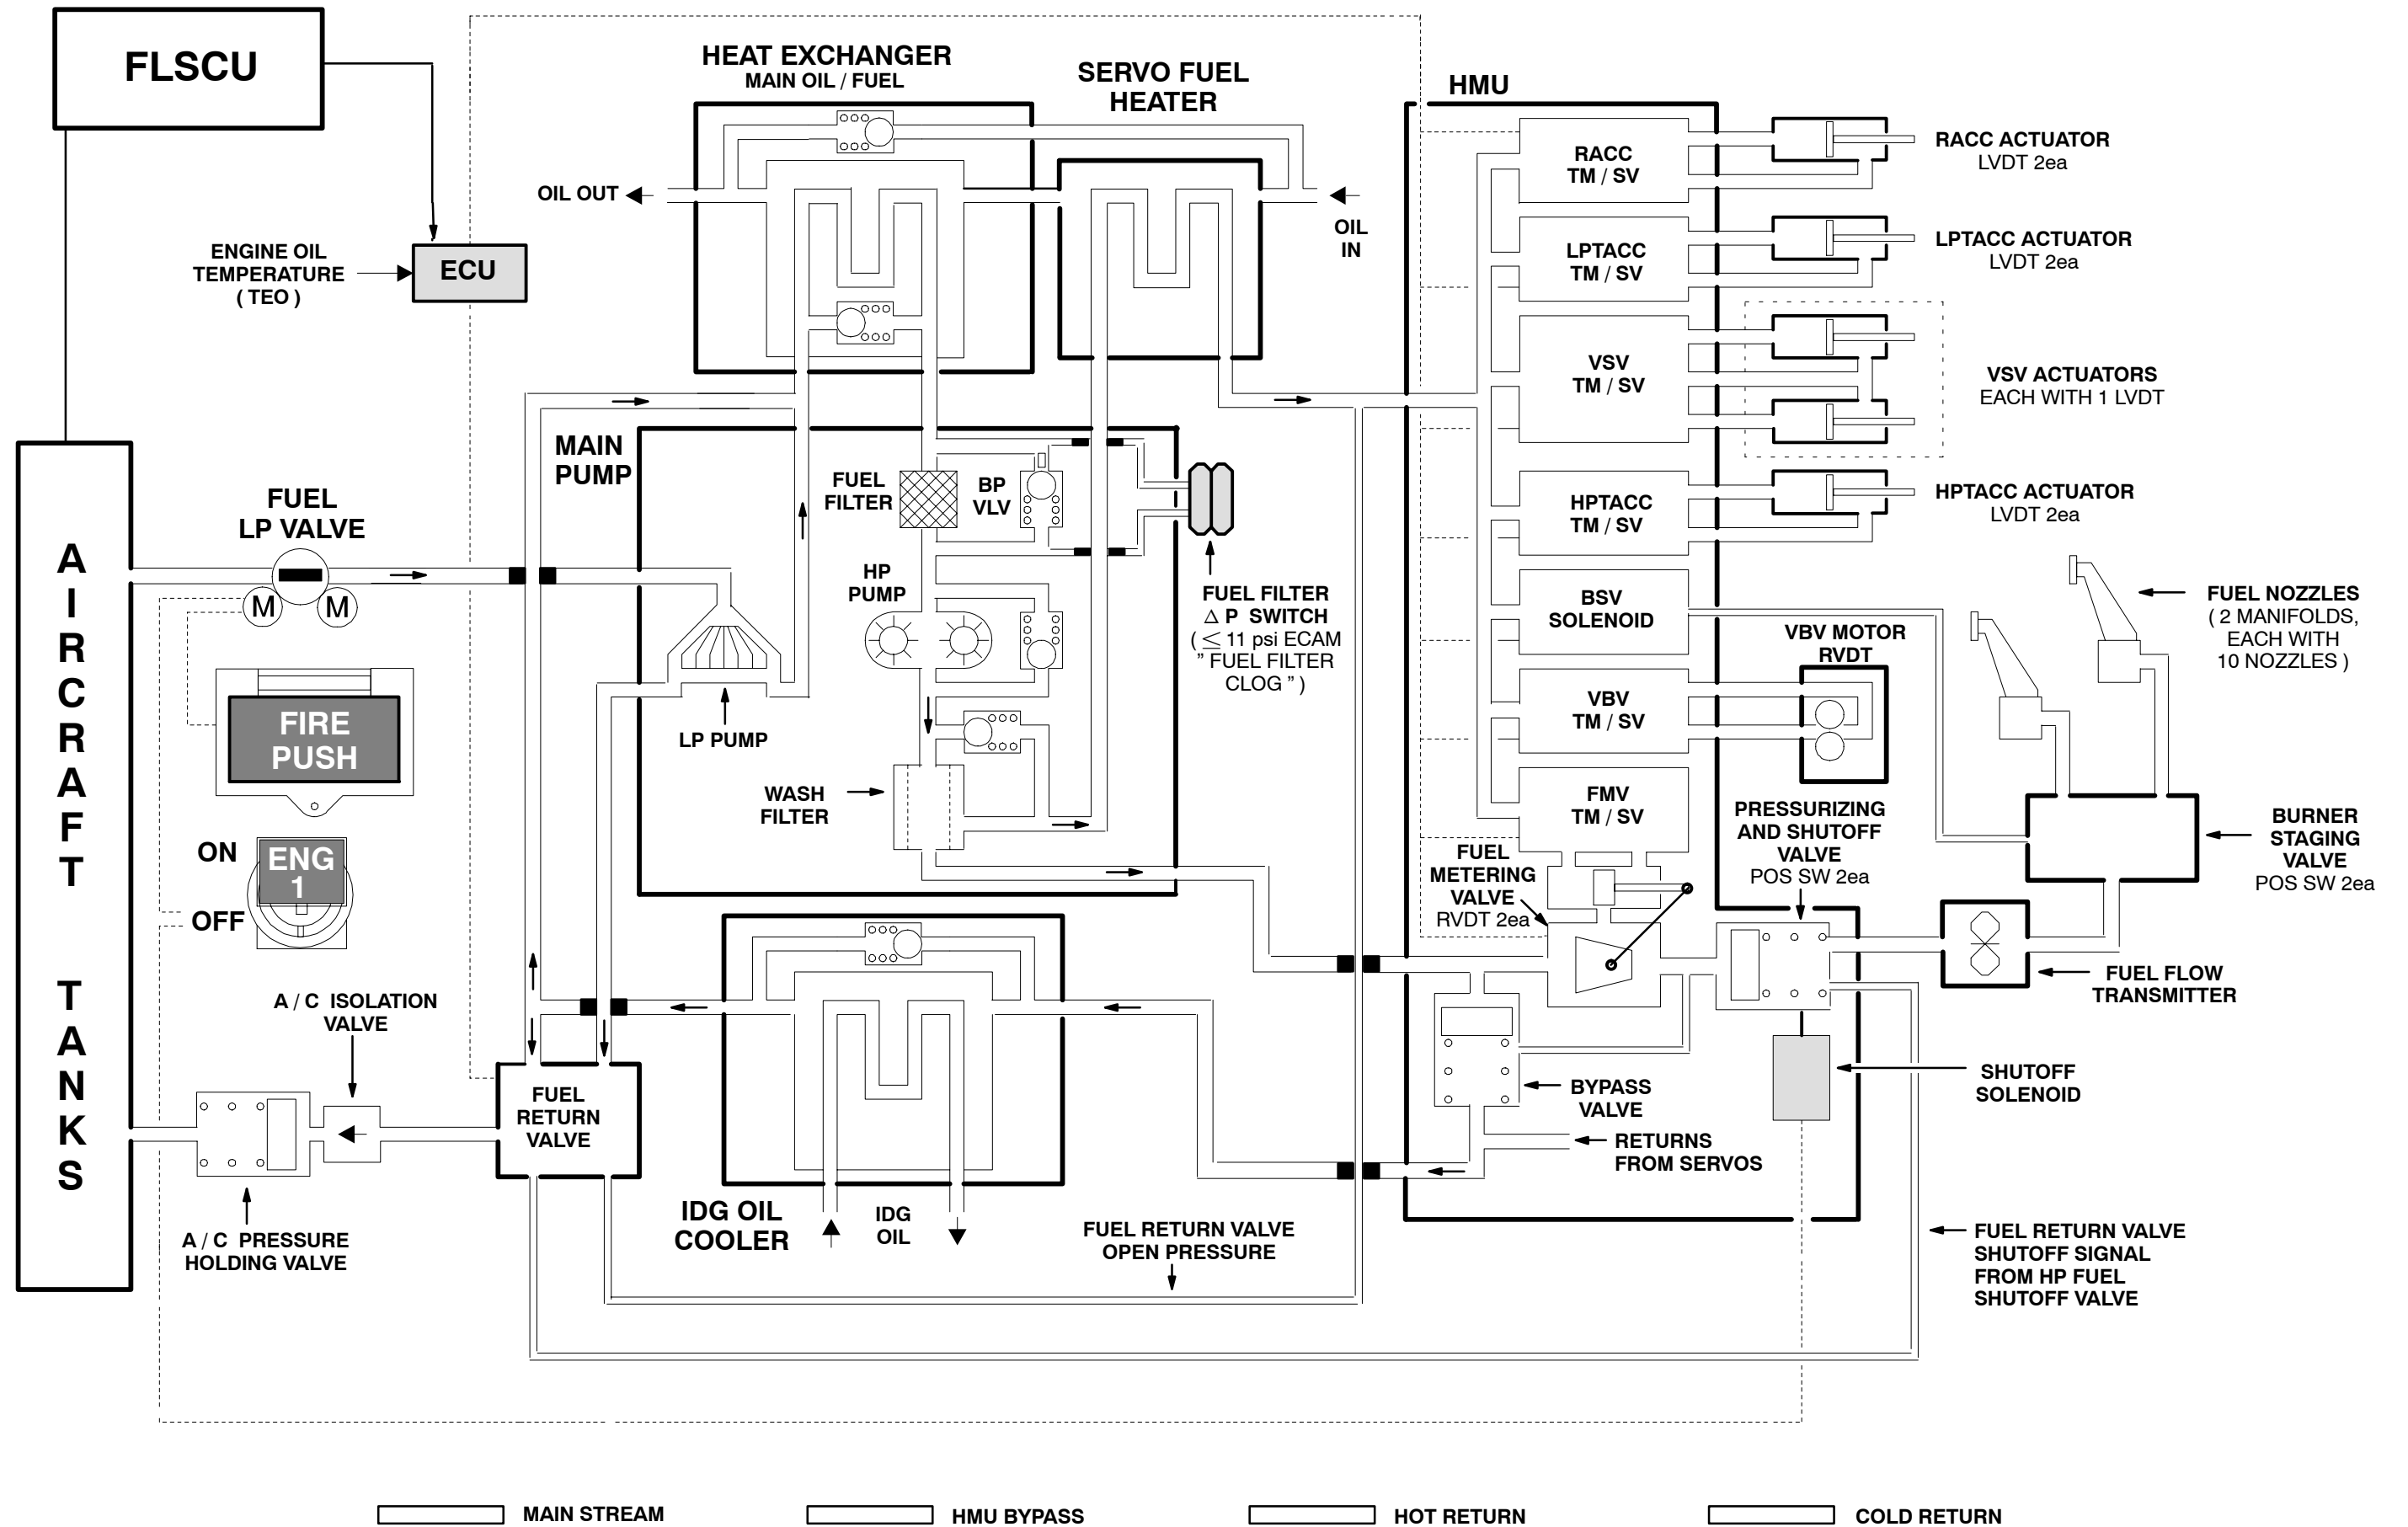 FLSCU
HEAT EXCHANGER
MAIN OIL / FUEL
SERVO FUEL
HEATER
HMU
RACC
TM / SV
RACC ACTUATOR
LVDT 2ea
OIL OUT
OIL
IN
ENGINE OIL
TEMPERATURE
( TEO )
ECU
LPTACC
TM / SV
LPTACC ACTUATOR
LVDT 2ea
VSV
TM / SV
VSV ACTUATORS
EACH WITH 1 LVDT
MAIN
PUMP
FUEL
FILTER
BP
VLV
HPTACC
TM / SV
HPTACC ACTUATOR
LVDT 2ea
FUEL
LP VALVE
M
M
AIRCRAFT TANKS
HP
PUMP
FUEL FILTER
Δ P SWITCH
( ≤ 11 psi ECAM
” FUEL FILTER
CLOG ” )
BSV
SOLENOID
VBV MOTOR
RVDT
FUEL NOZZLES
( 2 MANIFOLDS,
EACH WITH
10 NOZZLES )
FIRE
PUSH
LP PUMP
VBV
TM / SV
WASH
FILTER
FMV
TM / SV
PRESSURIZING
AND SHUTOFF
VALVE
POS SW 2ea
BURNER
STAGING
VALVE
POS SW 2ea
ON
ENG
1
OFF
FUEL
METERING
VALVE
RVDT 2ea
FUEL FLOW
TRANSMITTER
A / C ISOLATION
VALVE
FUEL
RETURN
VALVE
BYPASS
VALVE
SHUTOFF
SOLENOID
RETURNS
FROM SERVOS
A / C PRESSURE
HOLDING VALVE
IDG OIL
COOLER
IDG
OIL
FUEL RETURN VALVE
OPEN PRESSURE
FUEL RETURN VALVE
SHUTOFF SIGNAL
FROM HP FUEL
SHUTOFF VALVE
MAIN STREAM
HMU BYPASS
HOT RETURN
COLD RETURN